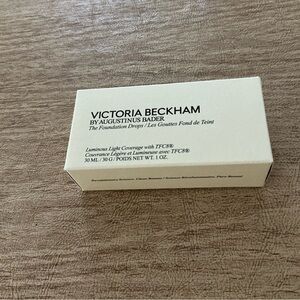 VICTORIA BECKHAM
BY AUGUSTINUS BADER
The Foundation Drops / Les Gouttes Fond de Teint
Luminous Light Coverage with TFC8®
Couvrance Légère et Lumineuse avec TFC8®
30 ML / 30 G / POIDS NET WT. 1 OZ.